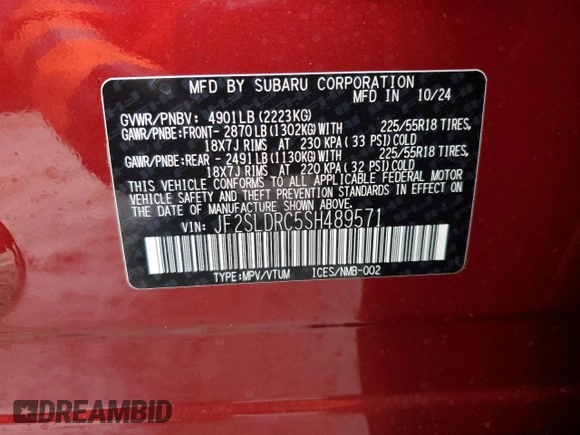 MFD BY SUBARU CORPORATION
MFD IN 10/24
GVWR/PNBV: 4901LB(2223KG)
GAWR/PNBE:FRONT- 2870LB(1302KG)WITH 225/55R18 TIRES,
18X7J RIMS AT 230 KPA(33 PSI)COLD
GAWR/PNBE:REAR - 2491LB(1130KG)WITH 225/55R18 TIRES,
18X7J RIMS AT 220 KPA(32 PSI)COLD
THIS VEHICLE CONFORMS TO ALL APPLICABLE FEDERAL MOTOR
VEHICLE SAFETY AND THEFT PREVENTION STANDARDS IN EFFECT
ON THE DATE OF MANUFACTURE SHOWN ABOVE.
VIN: JF2SLDRC5SH489571
TYPE:MPV/VTUM ICES/NMB-002
DREAMBID